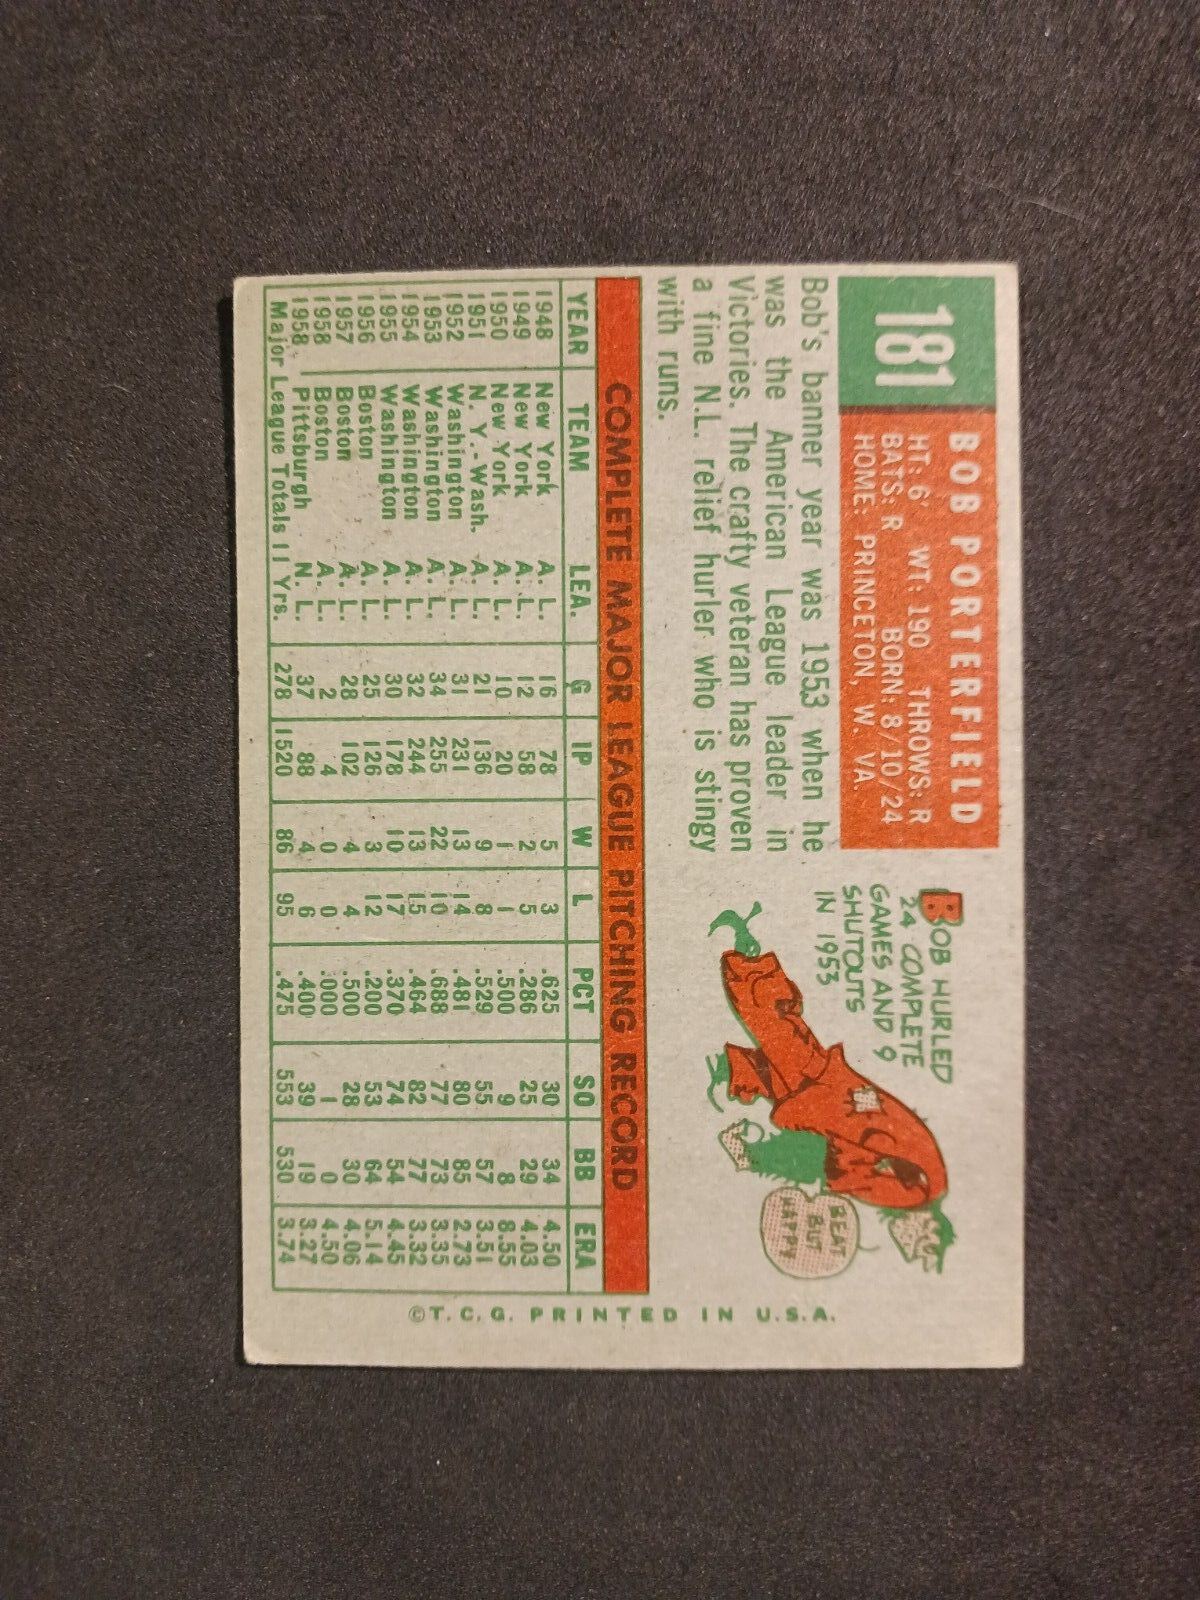 181
BOB PORTERFIELD
HT: 6' WT: 190 THROWS: R
BATS: R BORN: 8/10/24
HOME: PRINCETON, W. VA.
Bob's banner year was 1953 when he
was the American League leader in
Victories. The crafty veteran has proven
a fine N.L. relief hurler who is stingy
with runs.
BOB HURLED
24 COMPLETE
GAMES AND 9
SHUTOUTS
IN 1953
BEAT
BUT
HAPPY
COMPLETE MAJOR LEAGUE PITCHING RECORD
YEAR TEAM LEA. G IP W L PCT SO BB ERA
1948 New York A. L. 16 78 5 3 .625 30 34 4.50
1949 New York A. L. 12 58 2 5 .286 25 29 4.03
1950 New York A. L. 10 20 1 1 .500 9 8 8.55
1951 N. Y.-Wash. A. L. 21 136 9 8 .529 55 57 3.51
1952 Washington A. L. 31 231 13 14 .481 80 85 2.73
1953 Washington A. L. 34 255 22 10 .688 77 73 3.35
1954 Washington A. L. 32 244 13 15 .464 82 77 3.32
1955 Washington A. L. 30 178 10 17 .370 74 54 4.45
1956 Boston A. L. 25 126 3 12 .200 53 64 5.14
1957 Boston A. L. 28 102 4 4 .500 28 30 4.06
1958 Boston A. L. 2 4 0 0 .000 1 0 4.50
1958 Pittsburgh N. L. 37 88 4 6 .400 39 19 3.27
Major League Totals 11 Yrs. 278 1520 86 95 .475 553 530 3.74
©T. C. G. PRINTED IN U.S.A.